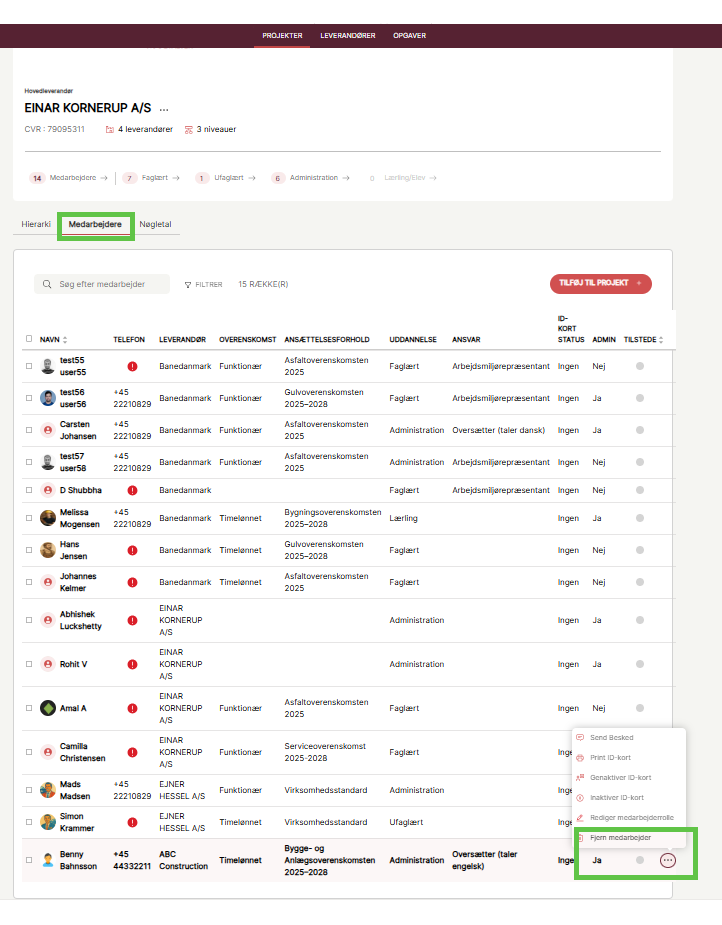 PROJEKTER LEVERANDØRER OPGAVER
Hovedleverandør
EINAR KORNERUP A/S ...
CVR : 79095311 4 leverandører 3 niveauer
14 Medarbejdere → 7 Faglært → 1 Ufaglært → 6 Administration → 0 Lærling/Elev →
Hierarki Medarbejdere Nøgletal
Søg efter medarbejder FILTRER 15 RÆKKE(R) TILFØJ TIL PROJEKT +
NAVN TELEFON LEVERANDØR OVERENSKOMST ANSÆTTELSESFORHOLD UDDANNELSE ANSVAR ID-KORT STATUS ADMIN TILSTEDE
test55 user55 Banedanmark Funktionær Asfaltoverenskomsten 2025 Faglært Arbejdsmiljørepræsentant Ingen Nej
test56 user56 +45 22210829 Banedanmark Funktionær Gulvoverenskomsten 2025–2028 Faglært Arbejdsmiljørepræsentant Ingen Ja
Carsten Johansen +45 22210829 Banedanmark Funktionær Asfaltoverenskomsten 2025 Administration Oversætter (taler dansk) Ingen Ja
test57 user58 +45 22210829 Banedanmark Funktionær Asfaltoverenskomsten 2025 Administration Arbejdsmiljørepræsentant Ingen Nej
D Shubbha Banedanmark Faglært Arbejdsmiljørepræsentant Ingen Nej
Melissa Mogensen +45 22210829 Banedanmark Timelønnet Bygningsoverenskomsten 2025–2028 Lærling Ingen Ja
Hans Jensen Banedanmark Timelønnet Gulvoverenskomsten 2025–2028 Faglært Ingen Nej
Johannes Kelmer Banedanmark Timelønnet Asfaltoverenskomsten 2025 Faglært Ingen Nej
Abhishek Luckshetty EINAR KORNERUP A/S Administration Ingen Ja
Rohit V EINAR KORNERUP A/S Administration Ingen Ja
Amal A EINAR KORNERUP A/S Funktionær Asfaltoverenskomsten 2025 Faglært Ingen Nej
Camilla Christensen EINAR KORNERUP A/S Funktionær Serviceoverenskomst 2025-2028 Faglært Inge
Mads Madsen +45 22210829 EJNER HESSEL A/S Funktionær Virksomhedsstandard Administration Inge
Simon Krammer EJNER HESSEL A/S Timelønnet Virksomhedsstandard Ufaglært Inge
Benny Bahnsson +45 44332211 ABC Construction Timelønnet Bygge- og Anlægsoverenskomsten 2025–2028 Administration Oversætter (taler engelsk) Inge Ja
Send Besked
Print ID-kort
Genaktiver ID-kort
Inaktiver ID-kort
Rediger medarbejderrolle
Fjern medarbejder